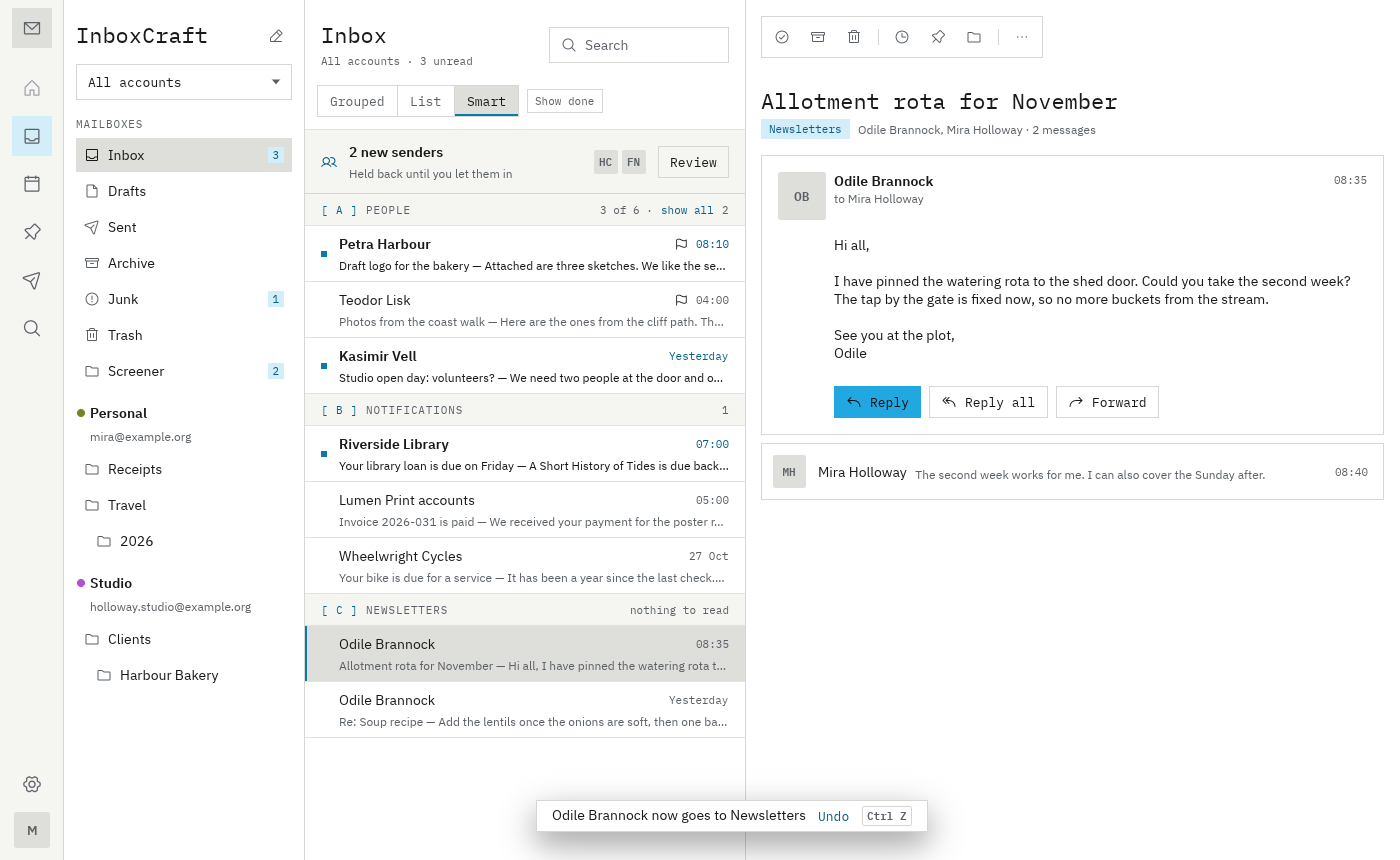 InboxCraft
All accounts
MAILBOXES
Inbox 3
Drafts
Sent
Archive
Junk 1
Trash
Screener 2
Personal
mira@example.org
Receipts
Travel
2026
Studio
holloway.studio@example.org
Clients
Harbour Bakery
M
Inbox
All accounts · 3 unread
Search
Grouped List Smart Show done
2 new senders
Held back until you let them in
HC FN Review
[ A ] PEOPLE 3 of 6 · show all 2
Petra Harbour 08:10
Draft logo for the bakery — Attached are three sketches. We like the se…
Teodor Lisk 04:00
Photos from the coast walk — Here are the ones from the cliff path. Th…
Kasimir Vell Yesterday
Studio open day: volunteers? — We need two people at the door and o…
[ B ] NOTIFICATIONS 1
Riverside Library 07:00
Your library loan is due on Friday — A Short History of Tides is due back…
Lumen Print accounts 05:00
Invoice 2026-031 is paid — We received your payment for the poster r…
Wheelwright Cycles 27 Oct
Your bike is due for a service — It has been a year since the last check.…
[ C ] NEWSLETTERS nothing to read
Odile Brannock 08:35
Allotment rota for November — Hi all, I have pinned the watering rota t…
Odile Brannock Yesterday
Re: Soup recipe — Add the lentils once the onions are soft, then one ba…
Allotment rota for November
Newsletters Odile Brannock, Mira Holloway · 2 messages
OB
Odile Brannock 08:35
to Mira Holloway
Hi all,
I have pinned the watering rota to the shed door. Could you take the second week?
The tap by the gate is fixed now, so no more buckets from the stream.
See you at the plot,
Odile
Reply Reply all Forward
MH Mira Holloway The second week works for me. I can also cover the Sunday after. 08:40
Odile Brannock now goes to Newsletters Undo Ctrl Z